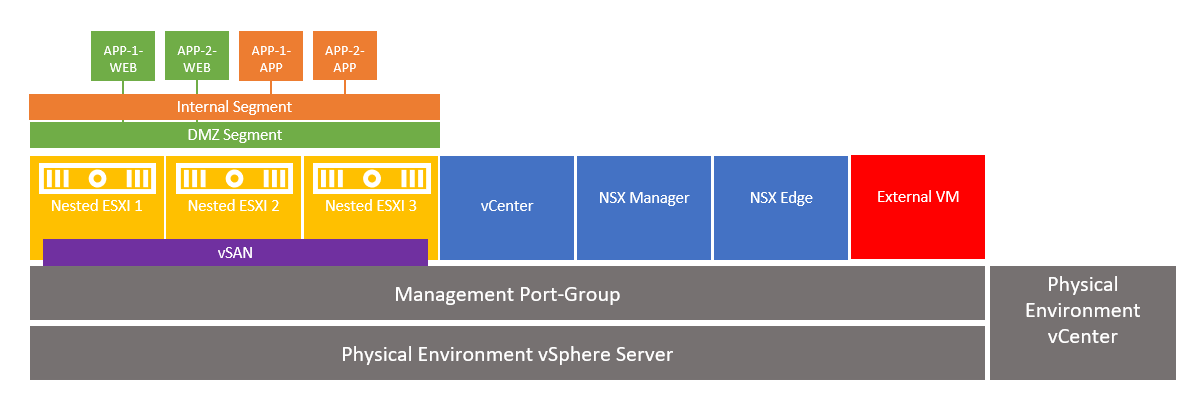 APP-1-
WEB
APP-2-
WEB
APP-1-
APP
APP-2-
APP
Internal Segment
DMZ Segment
Nested ESXI 1
Nested ESXI 2
Nested ESXI 3
vCenter
NSX Manager
NSX Edge
External VM
vSAN
Management Port-Group
Physical
Environment
vCenter
Physical Environment vSphere Server